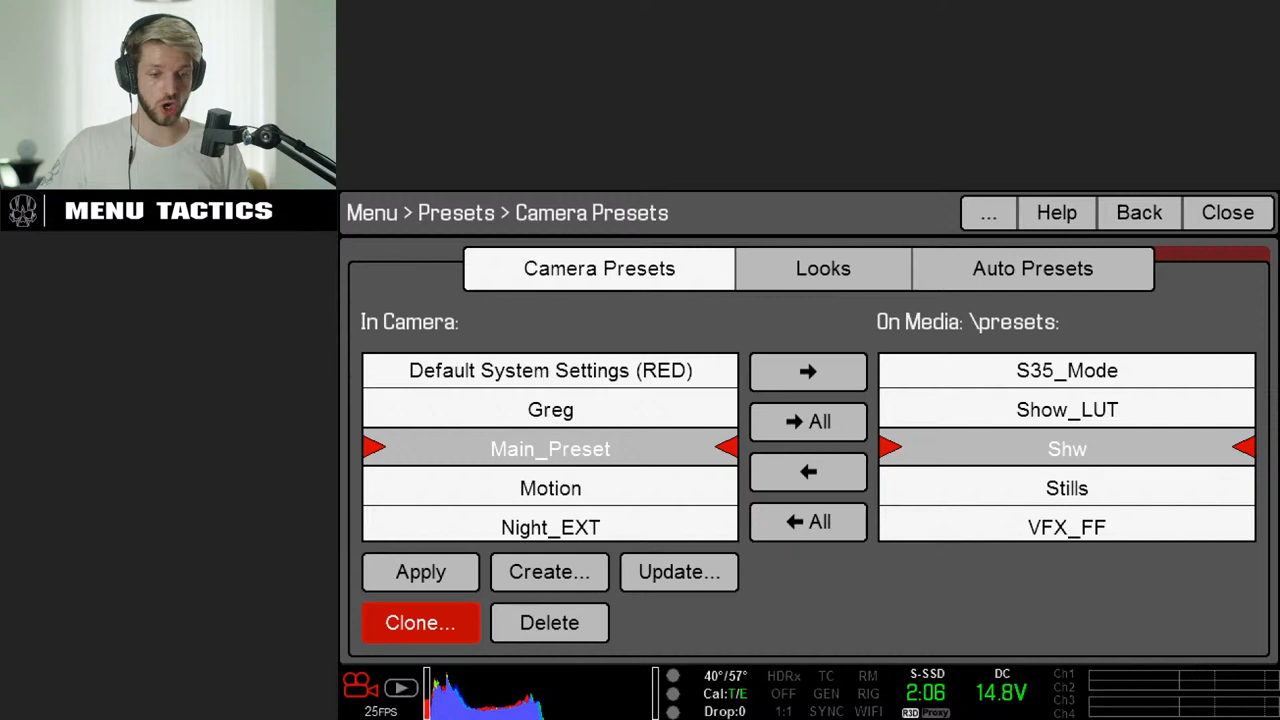 MENU TACTICS
Menu > Presets > Camera Presets
... Help Back Close
Camera Presets Looks Auto Presets
In Camera: On Media: \presets:
Default System Settings (RED) → S35_Mode
Greg → All Show_LUT
Main_Preset ← Shw
Motion ← All Stills
Night_EXT VFX_FF
Apply Create... Update...
Clone... Delete
40°/57° HDRx TC RM S-SSD DC Ch1
Cal:T/E OFF GEN RIG 2:06 14.8V Ch2
25FPS Drop:0 1:1 SYNC WIFI R3D Proxy Ch3
Ch4